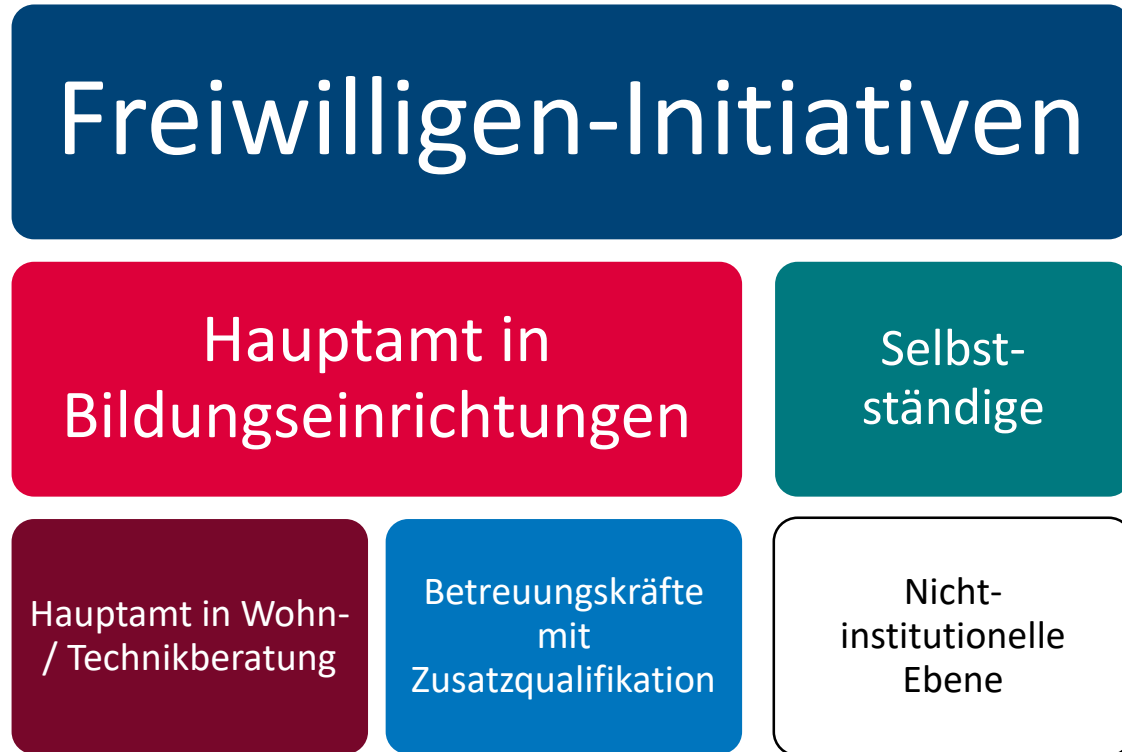 Freiwilligen-Initiativen
Hauptamt in
Bildungseinrichtungen
Selbst-
ständige
Hauptamt in Wohn-
/ Technikberatung
Betreuungskräfte
mit
Zusatzqualifikation
Nicht-
institutionelle
Ebene